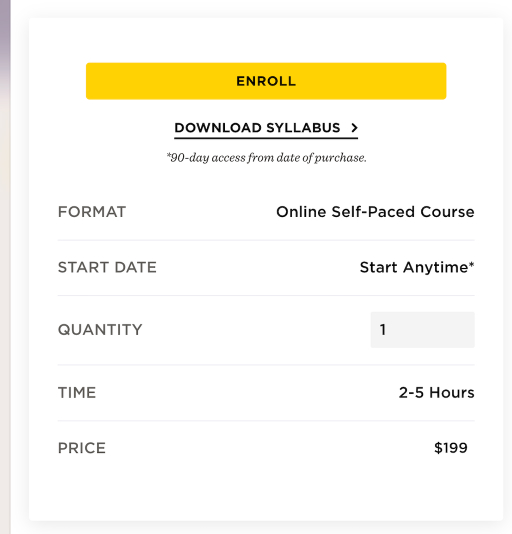 ENROLL
DOWNLOAD SYLLABUS >
*90-day access from date of purchase.
FORMAT Online Self-Paced Course
START DATE Start Anytime*
QUANTITY 1
TIME 2-5 Hours
PRICE $199